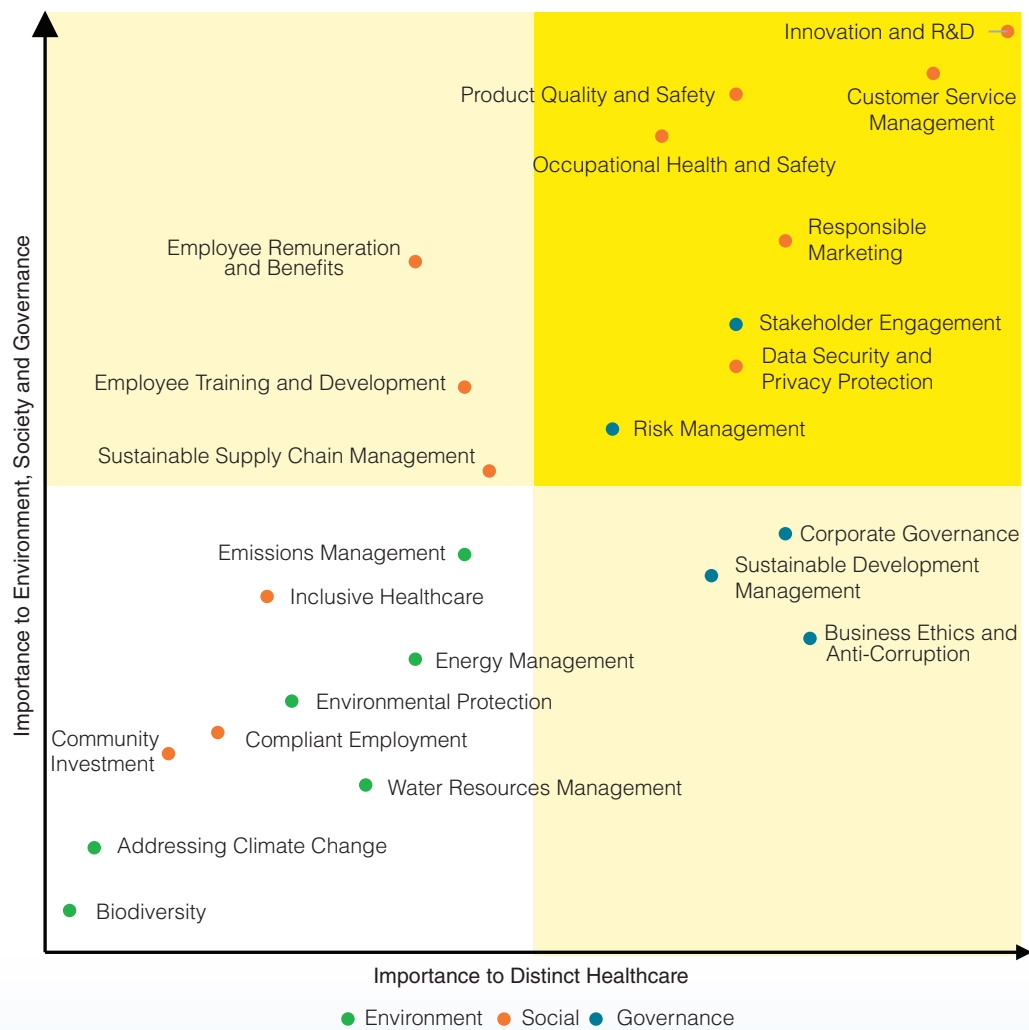 Innovation and R&D
Product Quality and Safety
Customer Service
Management
Occupational Health and Safety
Responsible
Marketing
Employee Remuneration
and Benefits
Stakeholder Engagement
Data Security and
Privacy Protection
Employee Training and Development
Risk Management
Sustainable Supply Chain Management
Corporate Governance
Emissions Management
Sustainable Development
Management
Inclusive Healthcare
Business Ethics and
Anti-Corruption
Energy Management
Environmental Protection
Community
Investment
Compliant Employment
Water Resources Management
Addressing Climate Change
Biodiversity
Importance to Environment, Society and Governance
Importance to Distinct Healthcare
Environment
Social
Governance